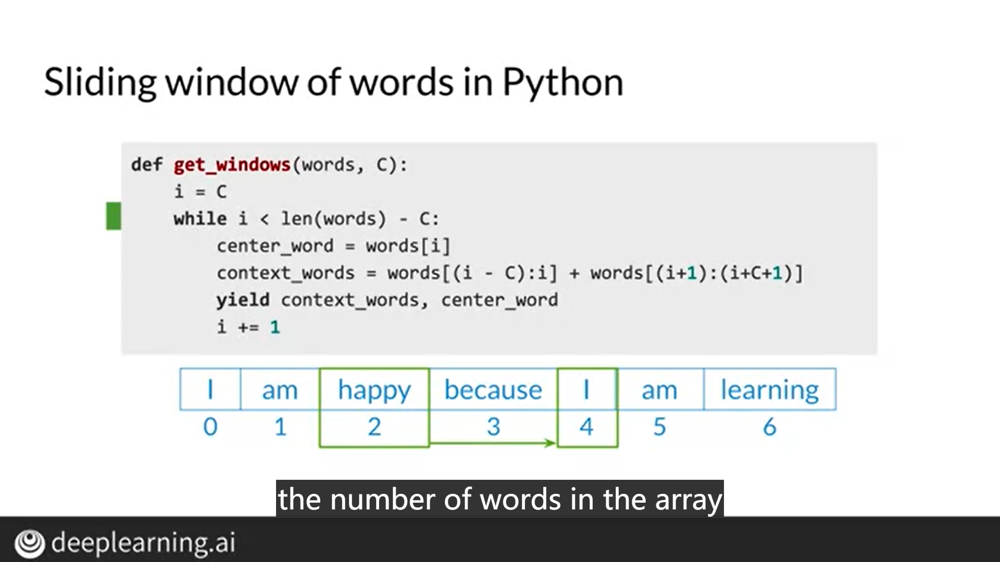 Sliding window of words in Python
def get_windows(words, C):
    i = C
    while i < len(words) - C:
        center_word = words[i]
        context_words = words[(i - C):i] + words[(i+1):(i+C+1)]
        yield context_words, center_word
        i += 1
I am happy because I am learning
0 1 2 3 4 5 6
the number of words in the array
deeplearning.ai